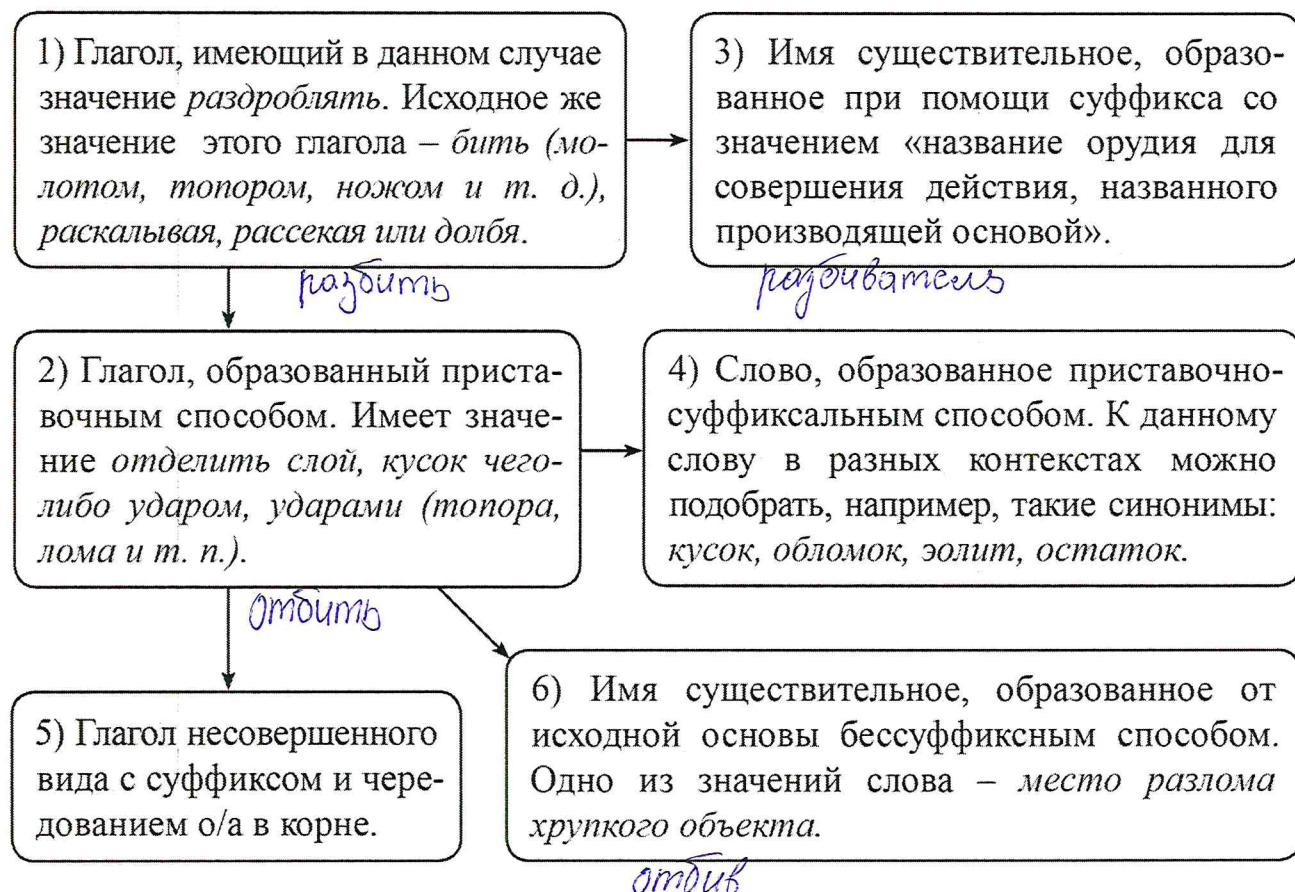 1) Глагол, имеющий в данном случае
значение раздроблять. Исходное же
значение этого глагола – бить (мо-
лотом, топором, ножом и т. д.),
раскалывая, рассекая или долбя.
разбить
3) Имя существительное, образо-
ванное при помощи суффикса со
значением «название орудия для
совершения действия, названного
производящей основой».
разбиватель
2) Глагол, образованный приста-
вочным способом. Имеет значе-
ние отделить слой, кусок чего-
либо ударом, ударами (топора,
лома и т. п.).
отбить
4) Слово, образованное приставочно-
суффиксальным способом. К данному
слову в разных контекстах можно
подобрать, например, такие синонимы:
кусок, обломок, эолит, остаток.
5) Глагол несовершенного
вида с суффиксом и чере-
дованием о/а в корне.
6) Имя существительное, образованное от
исходной основы бессуффиксным способом.
Одно из значений слова – место разлома
хрупкого объекта.
отбив